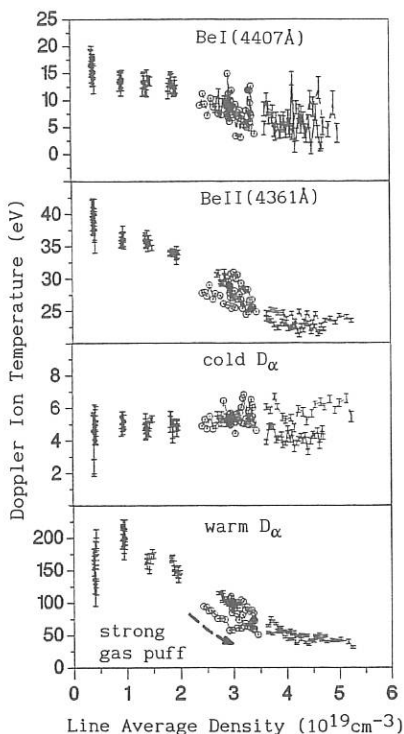 25
20
15
10
5
0
BeI(4407Å)
40
35
30
25
BeII(4361Å)
8
6
4
2
cold Dα
200
150
100
50
0
warm Dα
strong
gas puff
Doppler Ion Temperature (eV)
0 1 2 3 4 5 6
Line Average Density (10¹⁹cm⁻³)